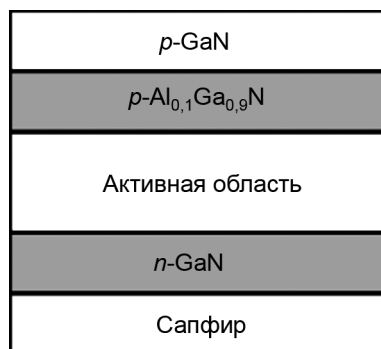 p-GaN
p-Al₀,₁Ga₀,₉N
Активная область
n-GaN
Сапфир